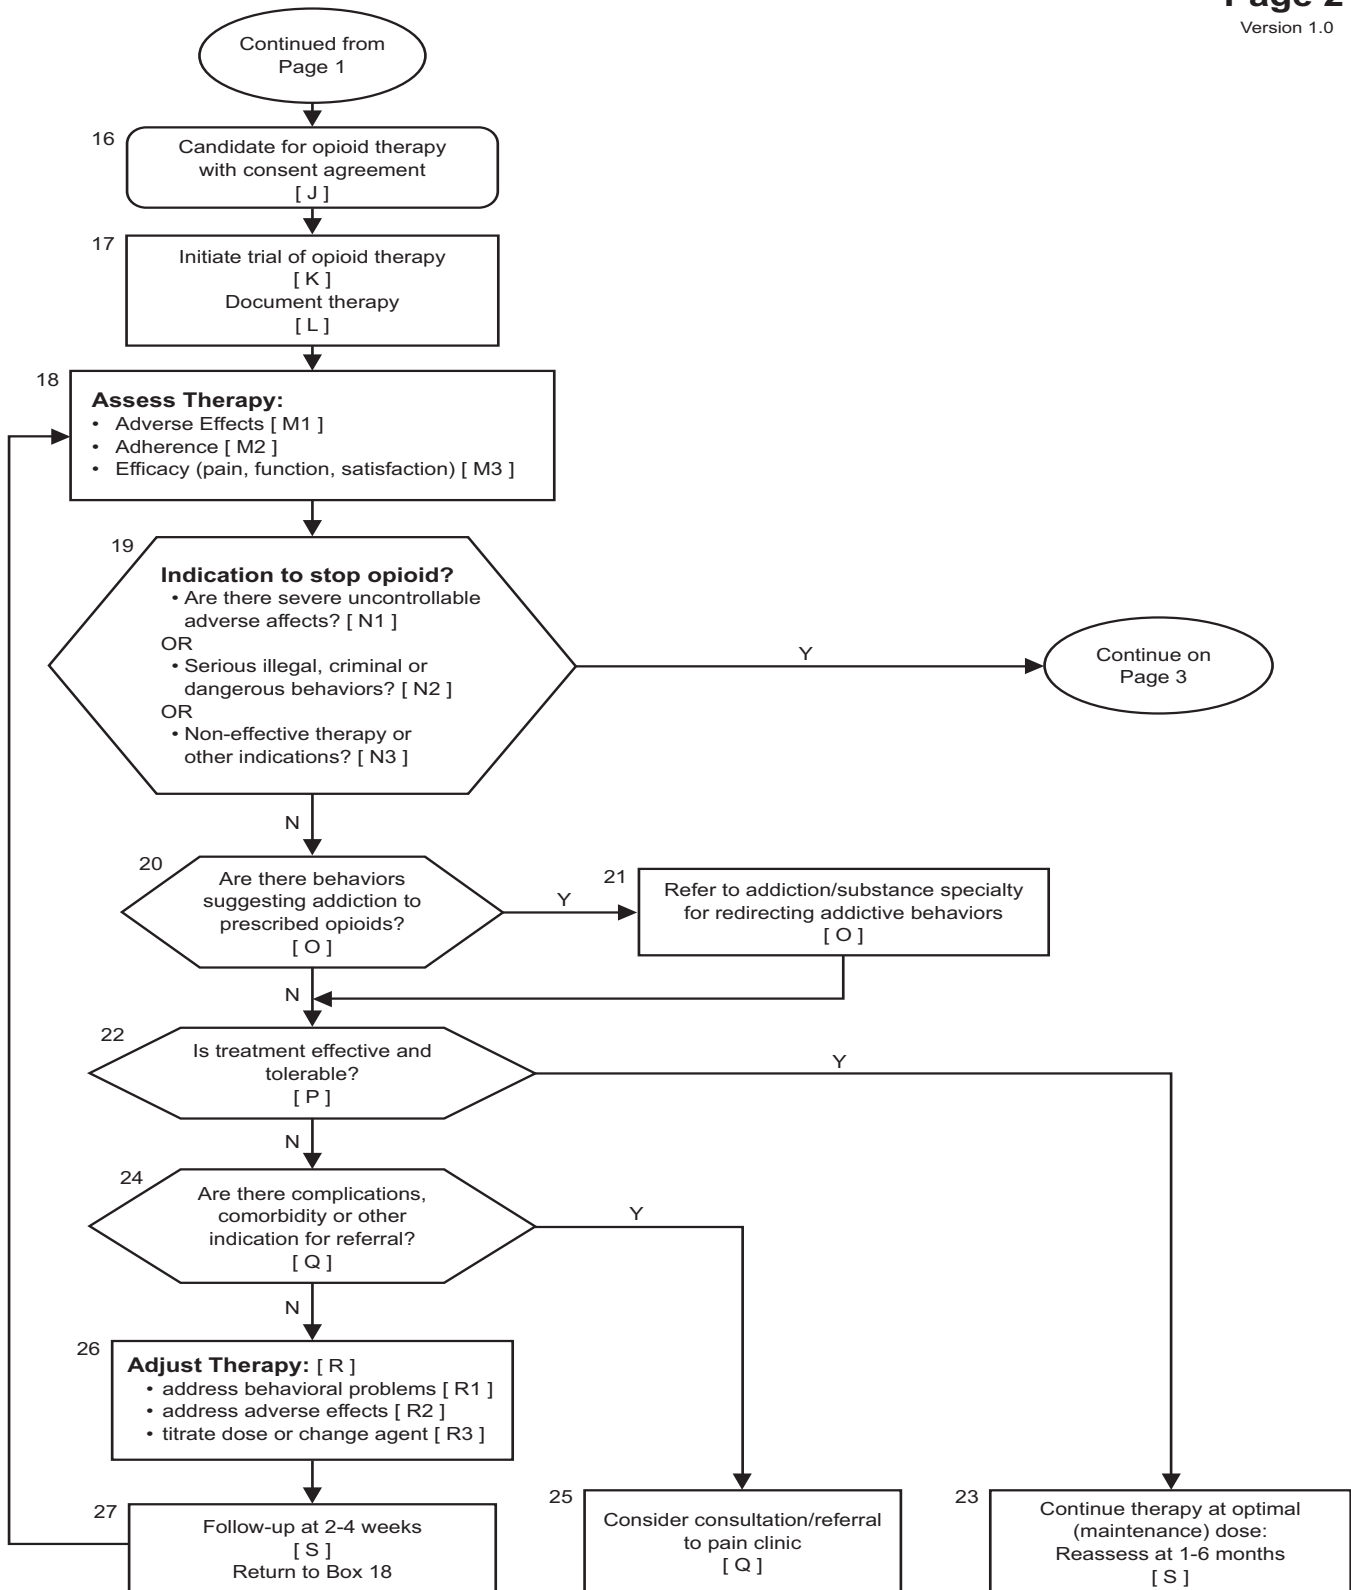 Page 2
Version 1.0
Continued from
Page 1
16
Candidate for opioid therapy
with consent agreement
[ J ]
17
Initiate trial of opioid therapy
[ K ]
Document therapy
[ L ]
18
Assess Therapy:
• Adverse Effects [ M1 ]
• Adherence [ M2 ]
• Efficacy (pain, function, satisfaction) [ M3 ]
19
Indication to stop opioid?
• Are there severe uncontrollable
adverse affects? [ N1 ]
OR
• Serious illegal, criminal or
dangerous behaviors? [ N2 ]
OR
• Non-effective therapy or
other indications? [ N3 ]
Y
Continue on
Page 3
N
20
Are there behaviors
suggesting addiction to
prescribed opioids?
[ O ]
Y
21
Refer to addiction/substance specialty
for redirecting addictive behaviors
[ O ]
N
22
Is treatment effective and
tolerable?
[ P ]
Y
N
24
Are there complications,
comorbidity or other
indication for referral?
[ Q ]
Y
N
26
Adjust Therapy: [ R ]
• address behavioral problems [ R1 ]
• address adverse effects [ R2 ]
• titrate dose or change agent [ R3 ]
27
Follow-up at 2-4 weeks
[ S ]
Return to Box 18
25
Consider consultation/referral
to pain clinic
[ Q ]
23
Continue therapy at optimal
(maintenance) dose:
Reassess at 1-6 months
[ S ]